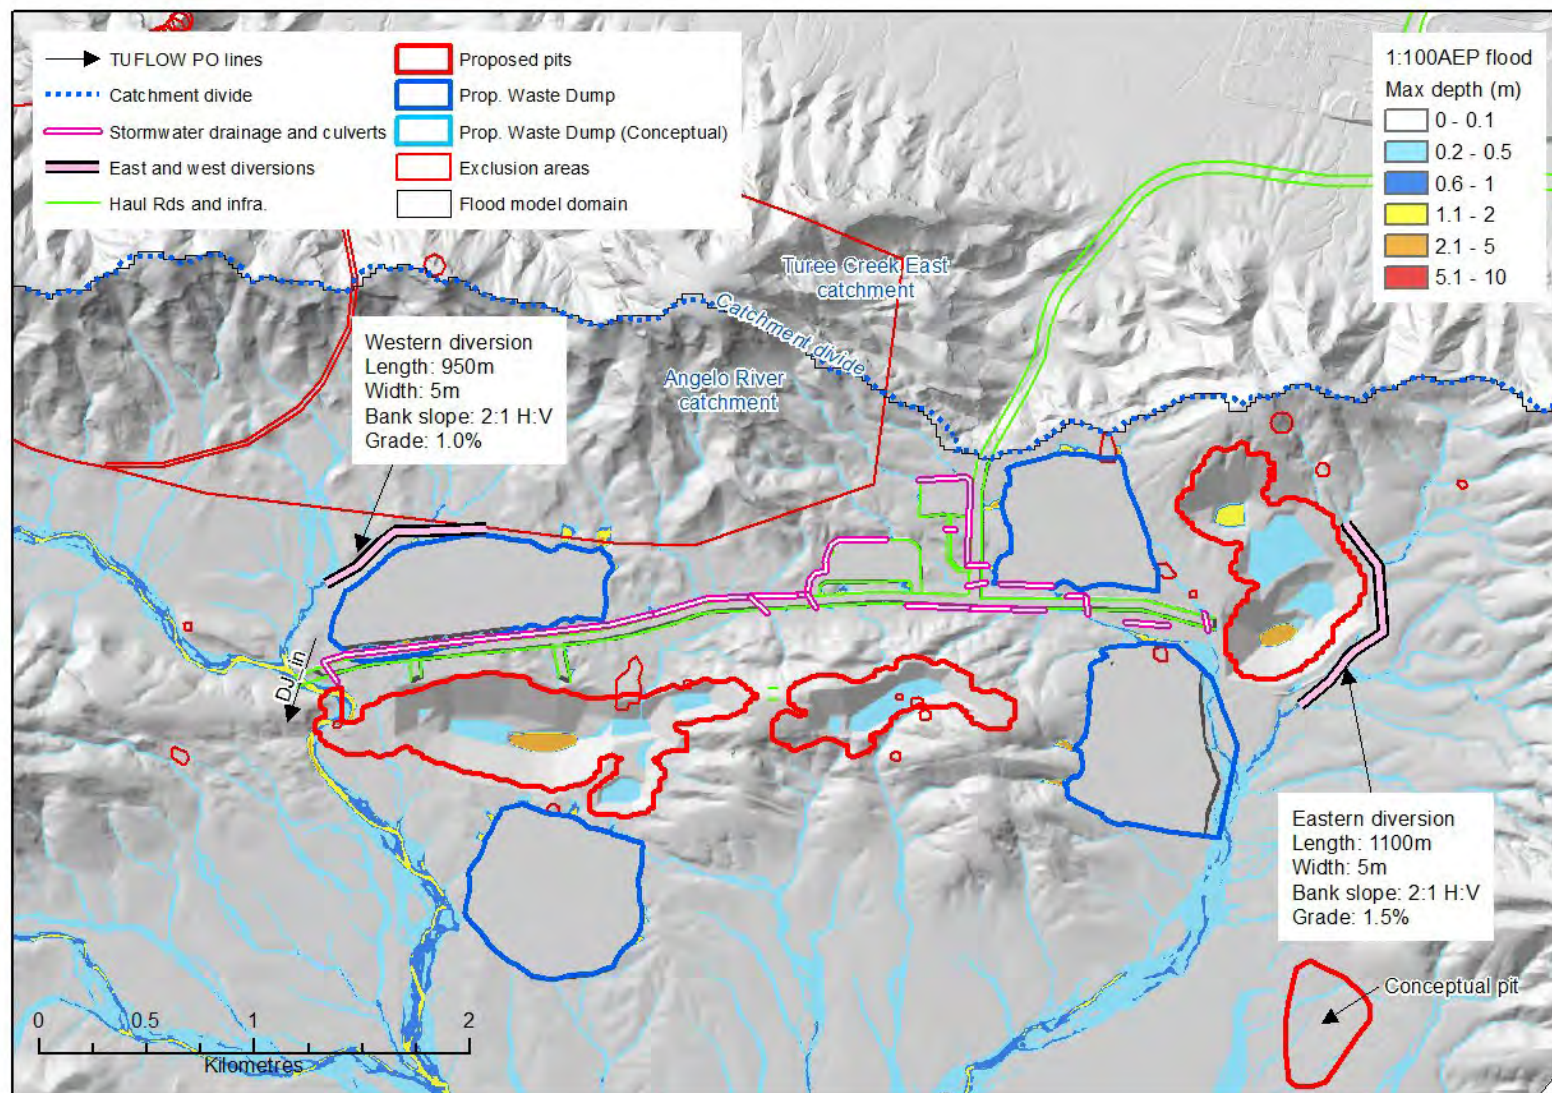 TUFLOW PO lines
Catchment divide
Stormwater drainage and culverts
East and west diversions
Haul Rds and infra.
Proposed pits
Prop. Waste Dump
Prop. Waste Dump (Conceptual)
Exclusion areas
Flood model domain
1:100AEP flood
Max depth (m)
0 - 0.1
0.2 - 0.5
0.6 - 1
1.1 - 2
2.1 - 5
5.1 - 10
Turee Creek East
catchment
Catchment divide
Angelo River
catchment
Western diversion
Length: 950m
Width: 5m
Bank slope: 2:1 H:V
Grade: 1.0%
DJ in
Eastern diversion
Length: 1100m
Width: 5m
Bank slope: 2:1 H:V
Grade: 1.5%
Conceptual pit
0 0.5 1 2
Kilometres